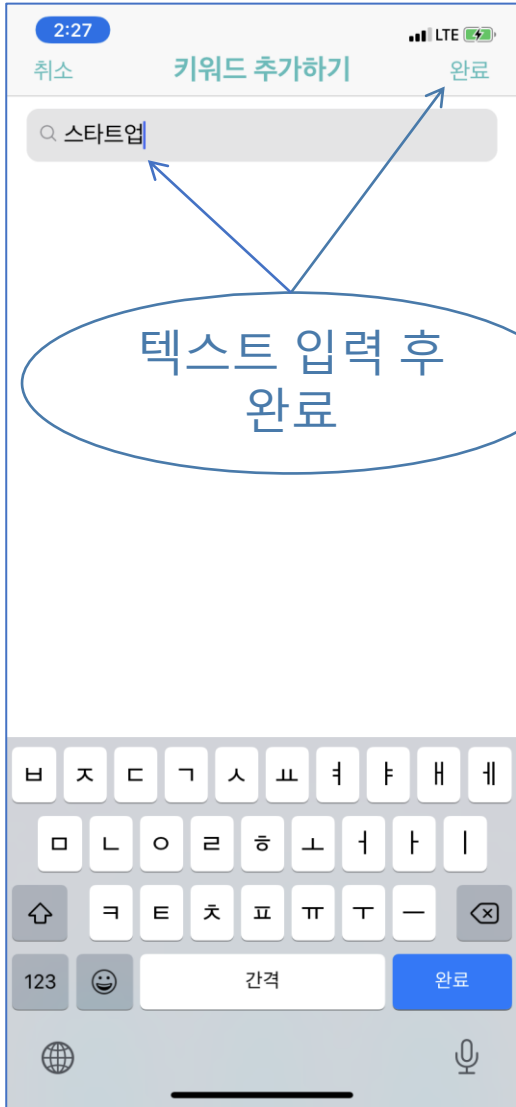 2:27 LTE
취소 키워드 추가하기 완료
스타트업
텍스트 입력 후
완료
ㅂ ㅈ ㄷ ㄱ ㅅ ㅛ ㅕ ㅑ ㅐ ㅔ
ㅁ ㄴ ㅇ ㄹ ㅎ ㅗ ㅓ ㅏ ㅣ
ㅋ ㅌ ㅊ ㅍ ㅠ ㅜ ㅡ
123 간격 완료